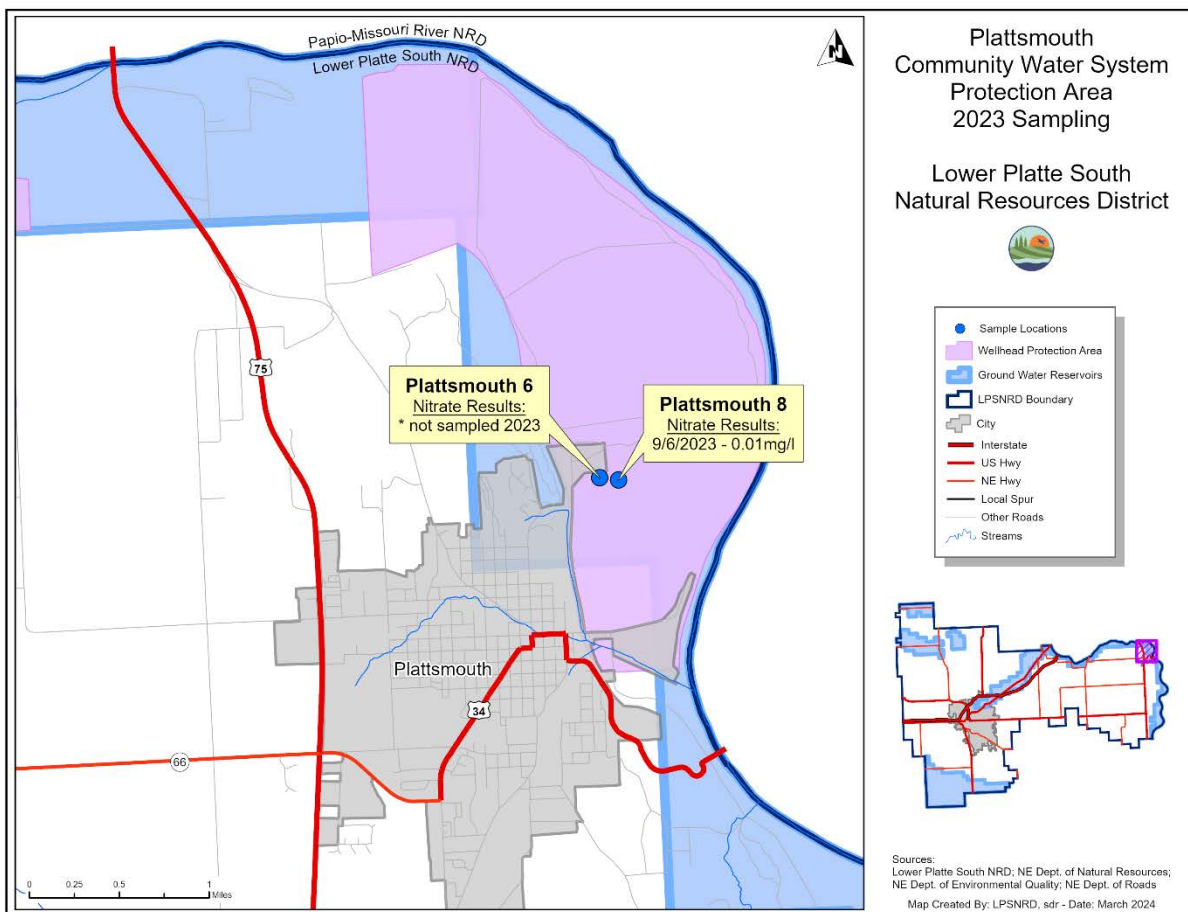 Papio-Missouri River NRD
Lower Platte South NRD
75
Plattsmouth 6
Nitrate Results:
* not sampled 2023
Plattsmouth 8
Nitrate Results:
9/6/2023 - 0.01mg/l
Plattsmouth
34
66
0 0.25 0.5 1
Miles
Plattsmouth
Community Water System
Protection Area
2023 Sampling
Lower Platte South
Natural Resources District
Sample Locations
Wellhead Protection Area
Ground Water Reservoirs
LPSNRD Boundary
City
Interstate
US Hwy
NE Hwy
Local Spur
Other Roads
Streams
Sources:
Lower Platte South NRD; NE Dept. of Natural Resources;
NE Dept. of Environmental Quality; NE Dept. of Roads
Map Created By: LPSNRD, sdr - Date: March 2024